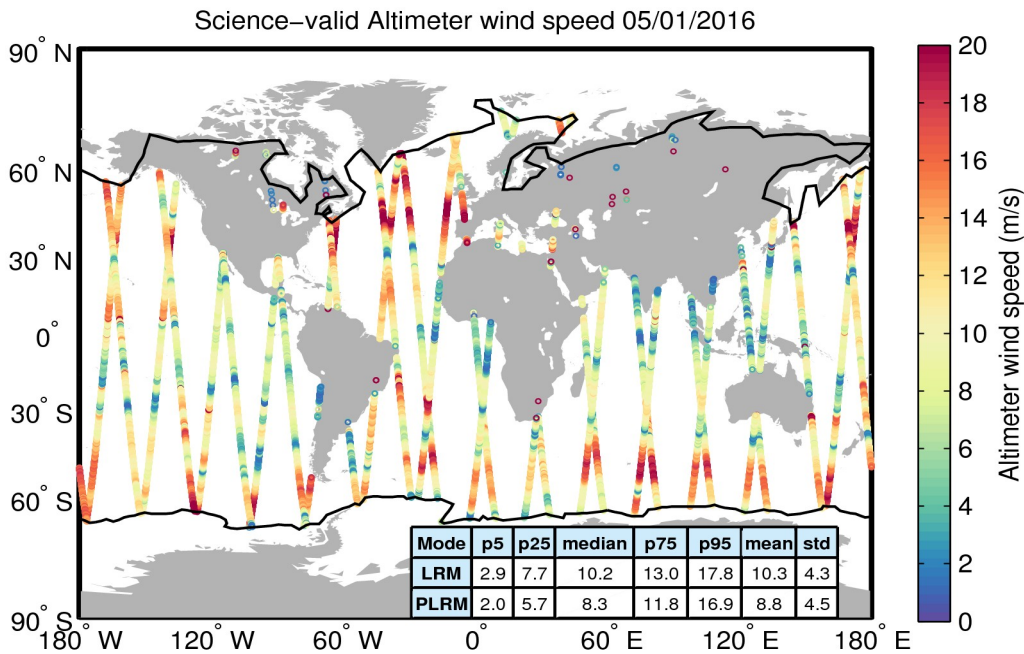 Science−valid Altimeter wind speed 05/01/2016
90° N
60° N
30° N
0°
30° S
60° S
90° S
180° W
120° W
60° W
0°
60° E
120° E
180° E
Mode p5 p25 median p75 p95 mean std
LRM 2.9 7.7 10.2 13.0 17.8 10.3 4.3
PLRM 2.0 5.7 8.3 11.8 16.9 8.8 4.5
20
18
16
14
12
10
8
6
4
2
0
Altimeter wind speed (m/s)